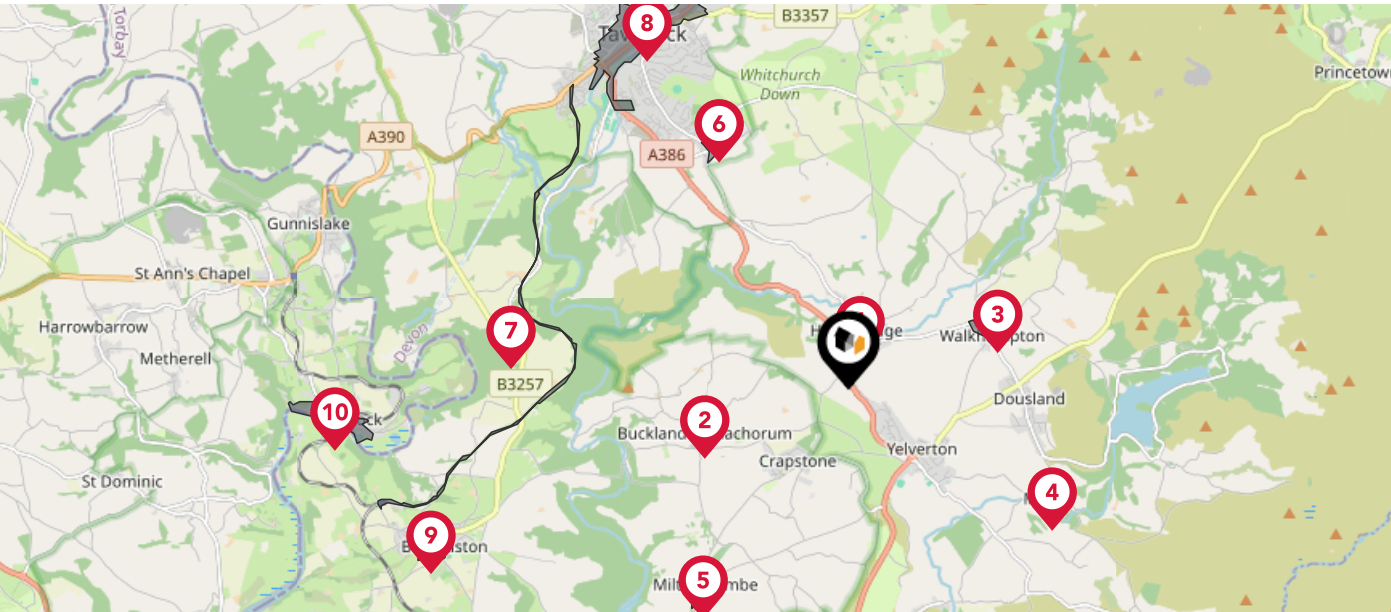 Torbay
8
B3357
Whitchurch
Down
Princetown
6
A390
A386
Gunnislake
St Ann's Chapel
Harrowbarrow
Metherell
Devon
7
B3257
3
Dousland
10
2
Crapstone
Yelverton
St Dominic
4
9
5